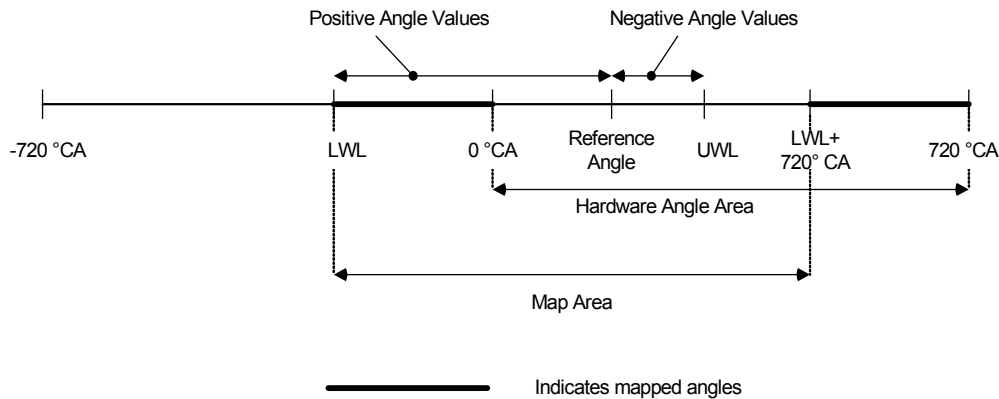 Positive Angle Values
Negative Angle Values
-720 °CA
LWL
0 °CA
Reference
Angle
UWL
LWL+
720° CA
720 °CA
Hardware Angle Area
Map Area
Indicates mapped angles